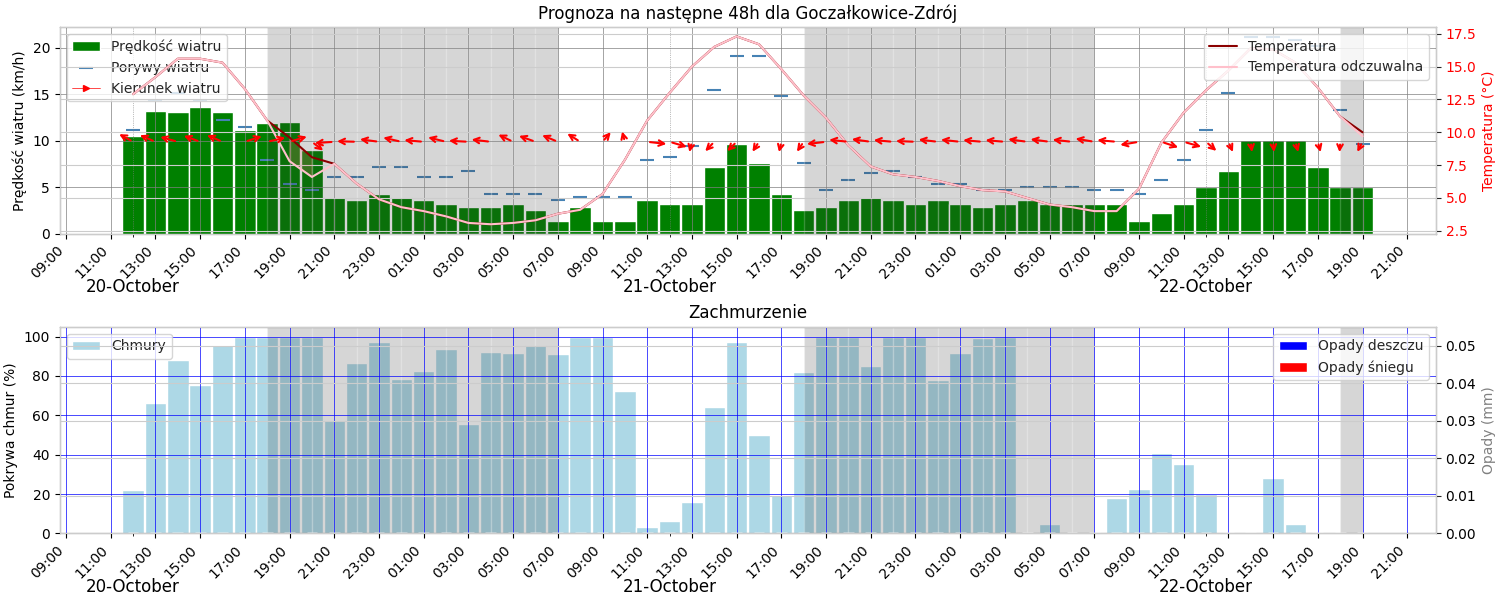 Prognoza na następne 48h dla Goczałkowice-Zdrój
Prędkość wiatru (km/h)
0
5
10
15
20
Prędkość wiatru
Porywy wiatru
Kierunek wiatru
Temperatura
Temperatura odczuwalna
17.5
15.0
12.5
10.0
7.5
5.0
2.5
Temperatura (°C)
09:00 11:00 13:00 15:00 17:00 19:00 21:00 23:00 01:00 03:00 05:00 07:00 09:00 11:00 13:00 15:00 17:00 19:00 21:00 23:00 01:00 03:00 05:00 07:00 09:00 11:00 13:00 15:00 17:00 19:00 21:00
20-October 21-October 22-October
Zachmurzenie
Pokrywa chmur (%)
100
80
60
40
20
0
Chmury
Opady deszczu
Opady śniegu
0.05
0.04
0.03
0.02
0.01
0.00
Opady (mm)
09:00 11:00 13:00 15:00 17:00 19:00 21:00 23:00 01:00 03:00 05:00 07:00 09:00 11:00 13:00 15:00 17:00 19:00 21:00 23:00 01:00 03:00 05:00 07:00 09:00 11:00 13:00 15:00 17:00 19:00 21:00
20-October 21-October 22-October